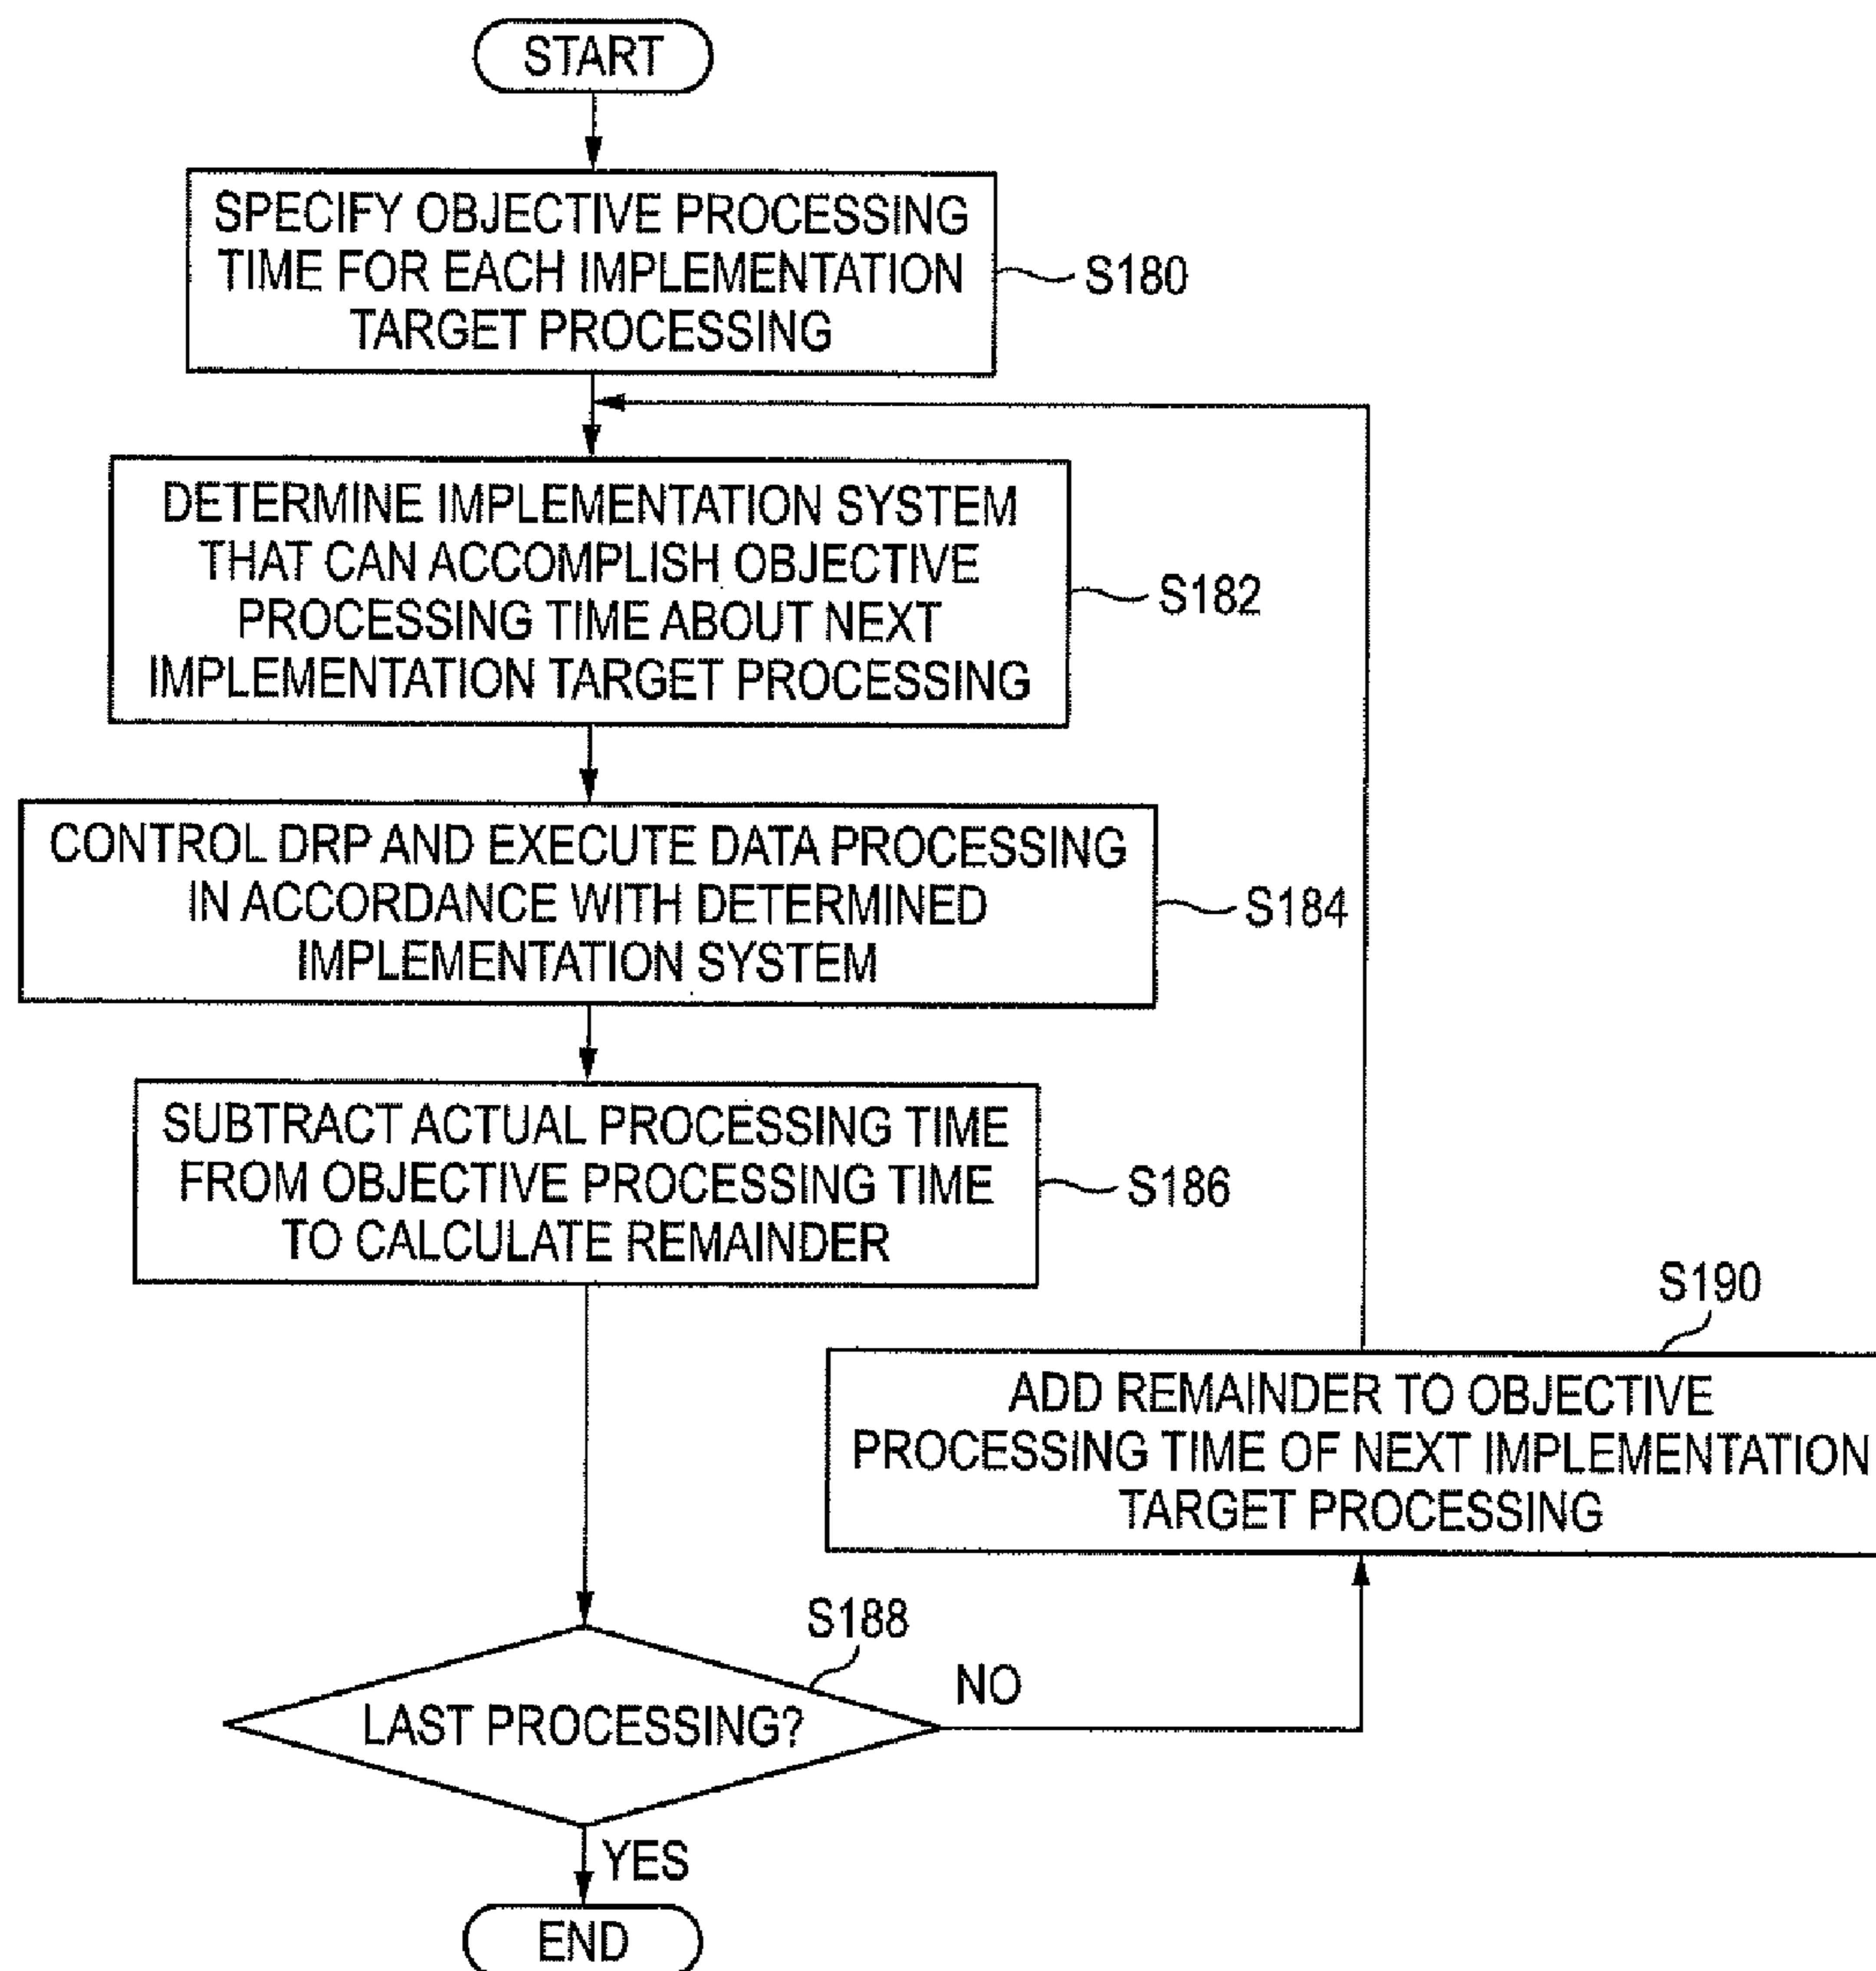 START
SPECIFY OBJECTIVE PROCESSING
TIME FOR EACH IMPLEMENTATION
TARGET PROCESSING
S180
DETERMINE IMPLEMENTATION SYSTEM
THAT CAN ACCOMPLISH OBJECTIVE
PROCESSING TIME ABOUT NEXT
IMPLEMENTATION TARGET PROCESSING
S182
CONTROL DRP AND EXECUTE DATA PROCESSING
IN ACCORDANCE WITH DETERMINED
IMPLEMENTATION SYSTEM
S184
SUBTRACT ACTUAL PROCESSING TIME
FROM OBJECTIVE PROCESSING TIME
TO CALCULATE REMAINDER
S186
S190
ADD REMAINDER TO OBJECTIVE
PROCESSING TIME OF NEXT IMPLEMENTATION
TARGET PROCESSING
S188
LAST PROCESSING?
NO
YES
END